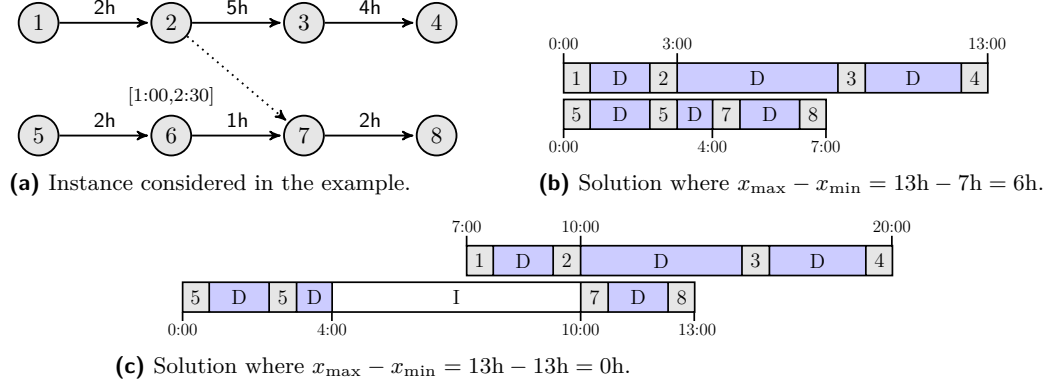 1 2h 2 5h 3 4h 4
[1:00,2:30]
5 2h 6 1h 7 2h 8
(a) Instance considered in the example.
0:00 3:00 13:00
1 D 2 D 3 D 4
5 D 5 D 7 D 8
0:00 4:00 7:00
(b) Solution where x_max − x_min = 13h − 7h = 6h.
7:00 10:00 20:00
1 D 2 D 3 D 4
5 D 5 D I 7 D 8
0:00 4:00 10:00 13:00
(c) Solution where x_max − x_min = 13h − 13h = 0h.